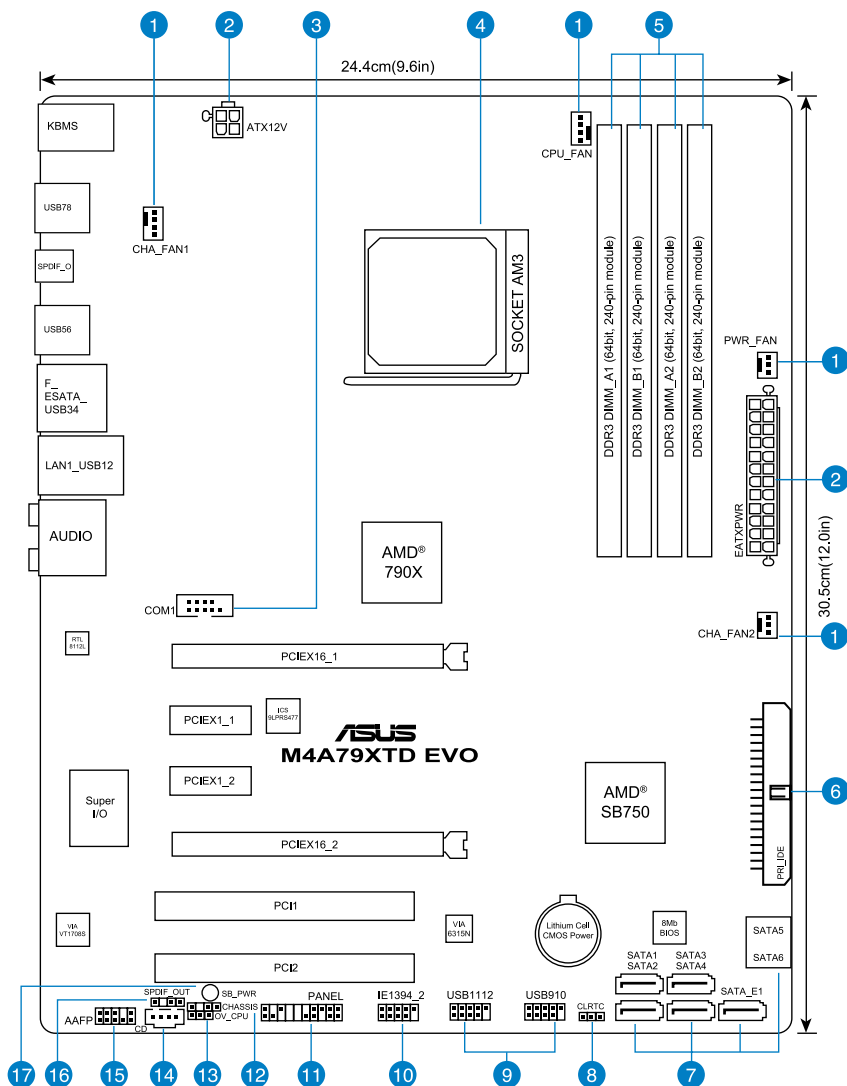 1 2 3 4 1 5
24.4cm(9.6in)
KBMS
ATX12V
CPU_FAN
USB78
CHA_FAN1
SPDIF_O
SOCKET AM3
DDR3 DIMM_A1 (64bit, 240-pin module)
DDR3 DIMM_B1 (64bit, 240-pin module)
DDR3 DIMM_A2 (64bit, 240-pin module)
DDR3 DIMM_B2 (64bit, 240-pin module)
USB56
PWR_FAN
1
F_
ESATA_
USB34
LAN1_USB12
2
EATXPWR
AUDIO
AMD®
790X
30.5cm(12.0in)
COM1
CHA_FAN2
1
RTL
8112L
PCIEX16_1
PCIEX1_1
ICS
9LPRS477
ASUS
M4A79XTD EVO
PCIEX1_2
Super
I/O
AMD®
SB750
6
PRI_IDE
PCIEX16_2
PCI1
VIA
VT1708S
VIA
6315N
Lithium Cell
CMOS Power
8Mb
BIOS
SATA5
SATA6
SATA1
SATA2
SATA3
SATA4
PCI2
SPDIF_OUT
SB_PWR
CHASSIS
OV_CPU
PANEL
IE1394_2
USB1112
USB910
CLRTC
SATA_E1
AAFP
CD
17 16 15 14 13 12 11 10 9 8 7